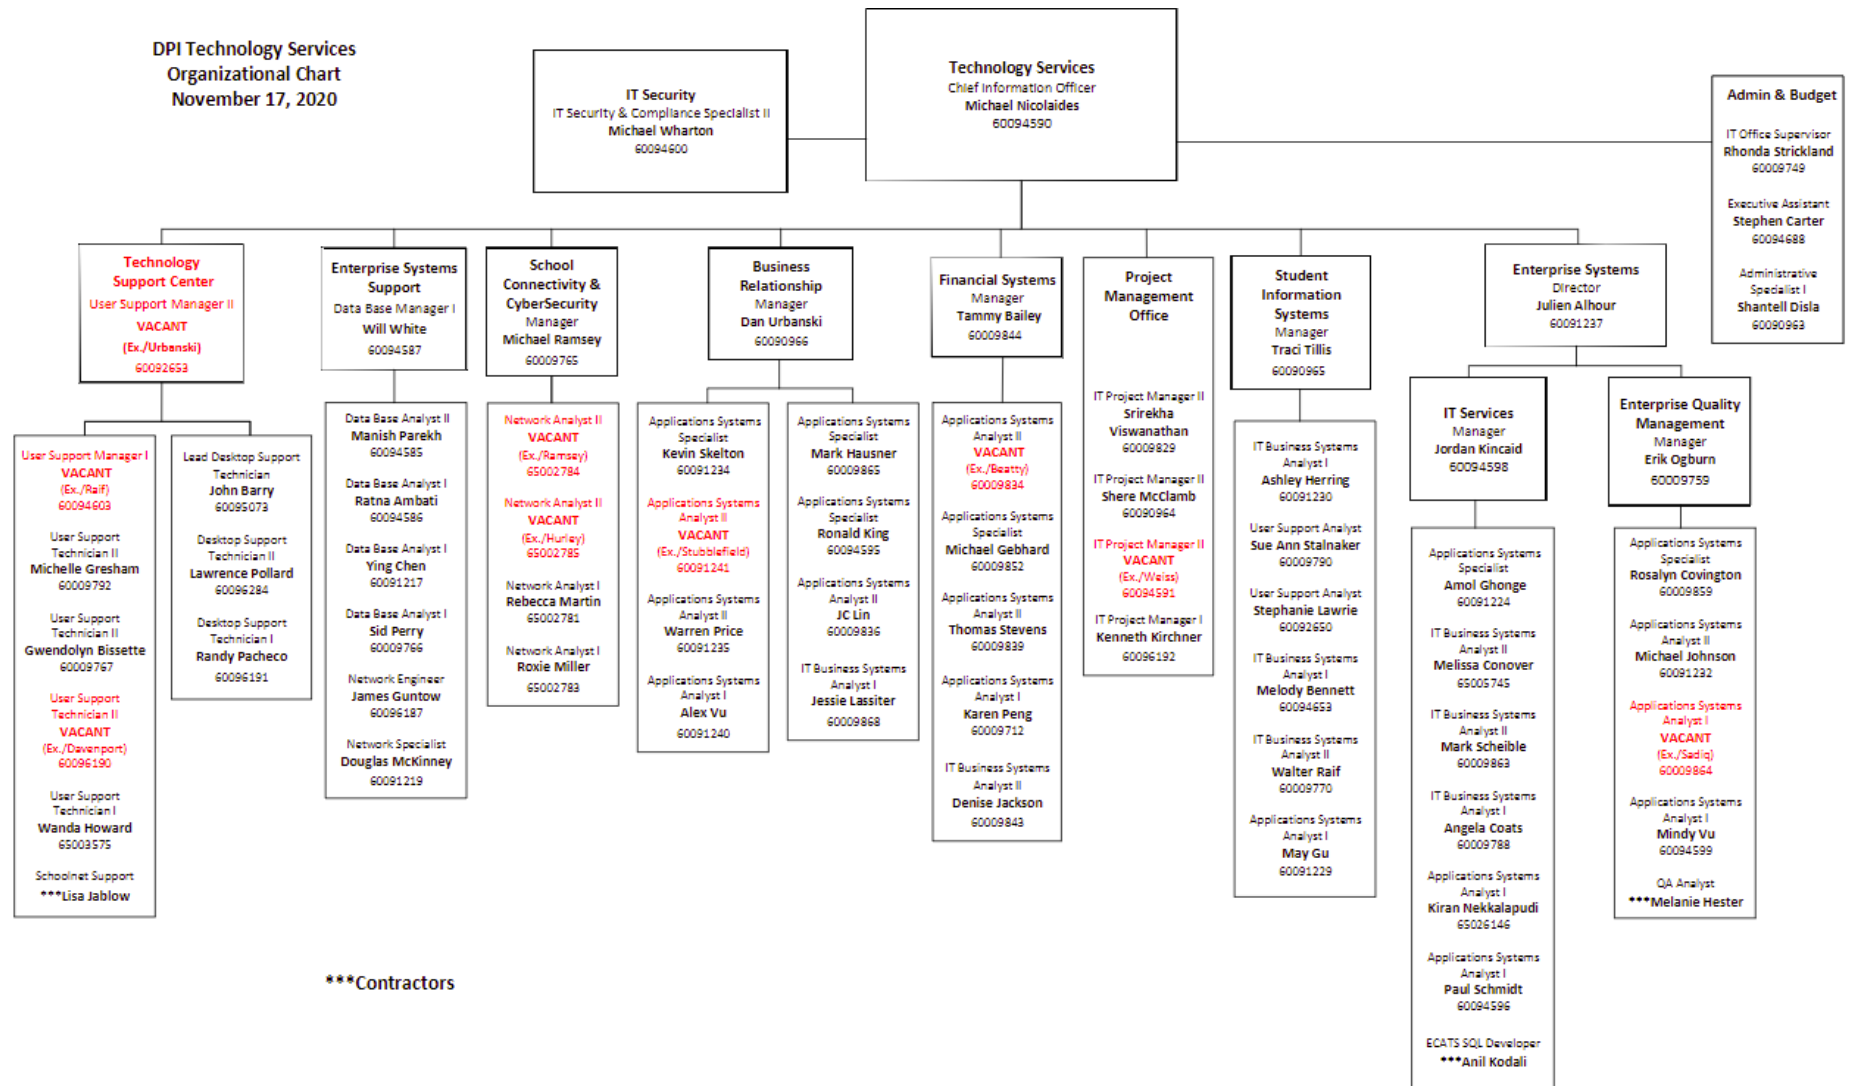 DPI Technology Services
Organizational Chart
November 17, 2020
IT Security
IT Security & Compliance Specialist II
Michael Wharton
60094600
Technology Services
Chief Information Officer
Michael Nicolaides
60094590
Admin & Budget
IT Office Supervisor
Rhonda Strickland
60009749
Executive Assistant
Stephen Carter
60094688
Administrative
Specialist I
Shantell Disla
60090963
Technology
Support Center
User Support Manager II
VACANT
(Ex./Urbanski)
60092653
Enterprise Systems
Support
Data Base Manager I
Will White
60094587
School
Connectivity &
CyberSecurity
Manager
Michael Ramsey
60009765
Business
Relationship
Manager
Dan Urbanski
60090966
Financial Systems
Manager
Tammy Bailey
60009844
Project
Management
Office
IT Project Manager II
Srirekha
Viswanathan
60009829
IT Project Manager II
Shere McClamb
60090964
IT Project Manager II
VACANT
(Ex./Weiss)
60094591
IT Project Manager I
Kenneth Kirchner
60096192
Student
Information
Systems
Manager
Traci Tillis
60090965
Enterprise Systems
Director
Julien Alhour
60091237
IT Services
Manager
Jordan Kincaid
60094598
Enterprise Quality
Management
Manager
Erik Ogburn
60009759
User Support Manager I
VACANT
(Ex./Raif)
60094603
User Support
Technician II
Michelle Gresham
60009792
User Support
Technician II
Gwendolyn Bissette
60009767
User Support
Technician II
VACANT
(Ex./Davenport)
60096190
User Support
Technician I
Wanda Howard
65003575
Schoolnet Support
***Lisa Jablow
Lead Desktop Support
Technician
John Barry
60095073
Desktop Support
Technician II
Lawrence Pollard
60096284
Desktop Support
Technician I
Randy Pacheco
60096191
Data Base Analyst II
Manish Parekh
60094585
Data Base Analyst I
Ratna Ambati
60094586
Data Base Analyst I
Ying Chen
60091217
Data Base Analyst I
Sid Perry
60009766
Network Engineer
James Guntow
60096187
Network Specialist
Douglas McKinney
60091219
Network Analyst II
VACANT
(Ex./Ramsey)
65002784
Network Analyst II
VACANT
(Ex./Hurley)
65002785
Network Analyst I
Rebecca Martin
65002781
Network Analyst I
Roxie Miller
65002783
Applications Systems
Specialist
Kevin Skelton
60091234
Applications Systems
Analyst II
VACANT
(Ex./Stubblefield)
60091241
Applications Systems
Analyst II
Warren Price
60091235
Applications Systems
Analyst I
Alex Vu
60091240
Applications Systems
Specialist
Mark Hausner
60009865
Applications Systems
Specialist
Ronald King
60094595
Applications Systems
Analyst II
JC Lin
60009836
IT Business Systems
Analyst I
Jessie Lassiter
60009868
Applications Systems
Analyst II
VACANT
(Ex./Beatty)
60009834
Applications Systems
Specialist
Michael Gebhard
60009852
Applications Systems
Analyst II
Thomas Stevens
60009839
Applications Systems
Analyst I
Karen Peng
60009712
IT Business Systems
Analyst II
Denise Jackson
60009843
IT Business Systems
Analyst I
Ashley Herring
60091230
User Support Analyst
Sue Ann Stalnaker
60009790
User Support Analyst
Stephanie Lawrie
60092650
IT Business Systems
Analyst I
Melody Bennett
60094653
IT Business Systems
Analyst II
Walter Raif
60009770
Applications Systems
Analyst I
May Gu
60091229
Applications Systems
Specialist
Amol Ghonge
60091224
IT Business Systems
Analyst II
Melissa Conover
65005745
IT Business Systems
Analyst II
Mark Scheible
60009863
IT Business Systems
Analyst I
Angela Coats
60009788
Applications Systems
Analyst I
Kiran Nekkalapudi
65026146
Applications Systems
Analyst I
Paul Schmidt
60094596
ECATS SQL Developer
***Anil Kodali
Applications Systems
Specialist
Rosalyn Covington
60009859
Applications Systems
Analyst II
Michael Johnson
60091232
Applications Systems
Analyst I
VACANT
(Ex./Sadiq)
60009864
Applications Systems
Analyst I
Mindy Vu
60094599
QA Analyst
***Melanie Hester
***Contractors